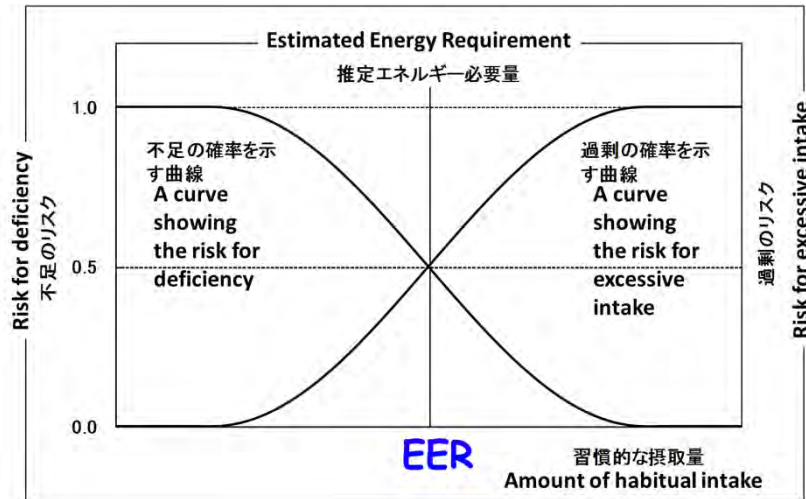 Estimated Energy Requirement
推定エネルギー必要量
1.0
0.5
0.0
Risk for deficiency
不足のリスク
不足の確率を示
す曲線
A curve
showing
the risk for
deficiency
過剰の確率を示
す曲線
A curve
showing
the risk for
excessive
intake
過剰のリスク
Risk for excessive intake
EER
習慣的な摂取量
Amount of habitual intake